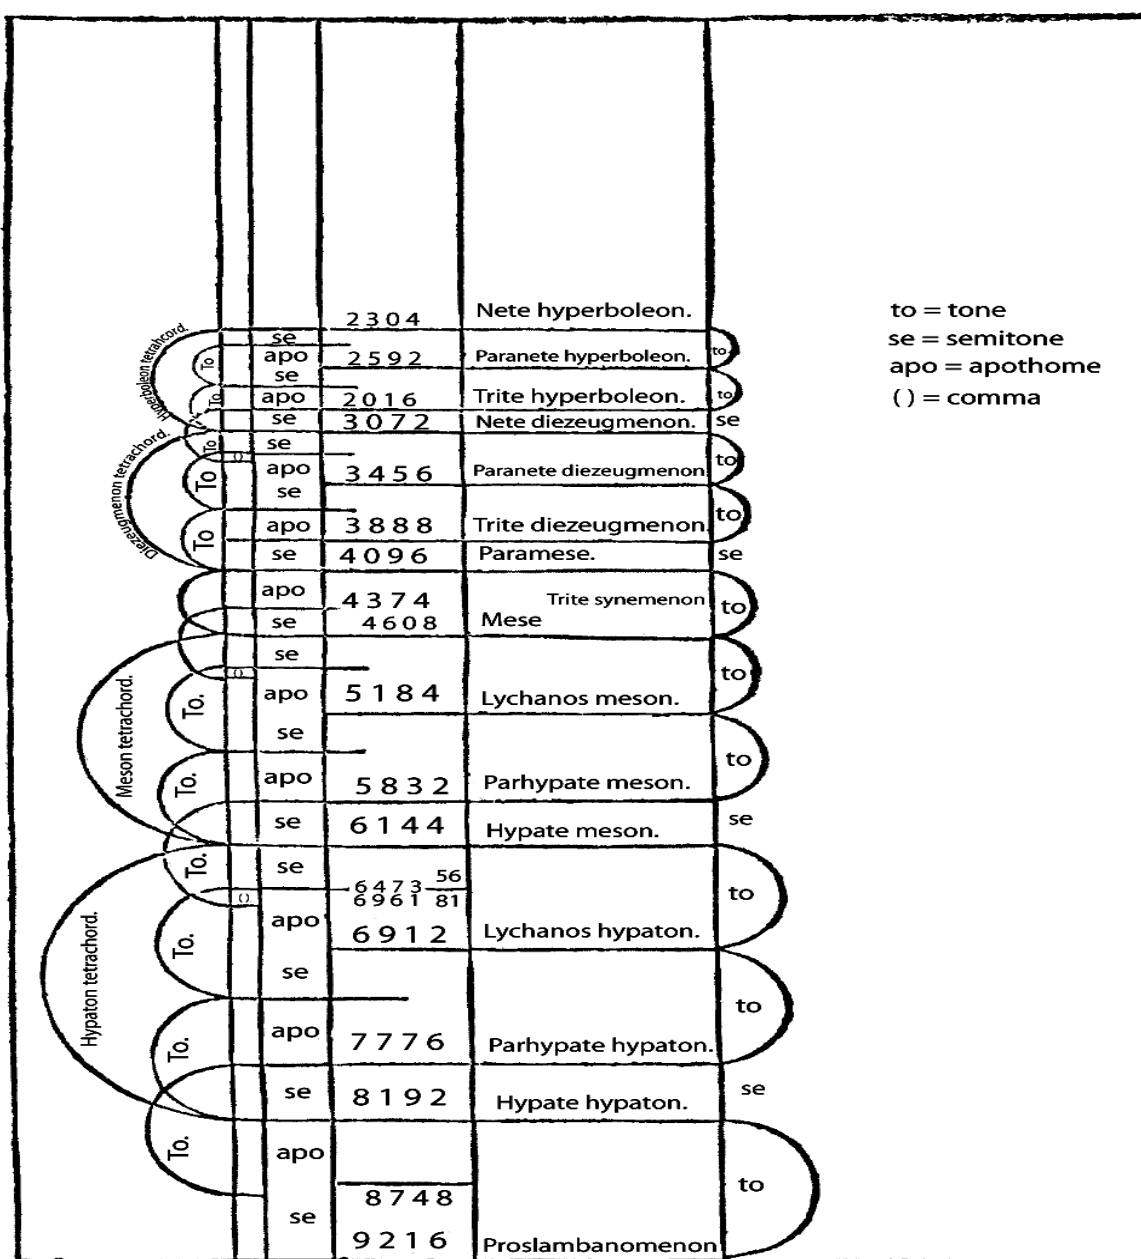 Nete hyperboleon.
2304
to = tone
se = semitone
apo = apothome
( ) = comma
Hyperboleon tetrahcord.
se
To apo 2592 Paranete hyperboleon. to
se
To apo 2016 Trite hyperboleon. to
se 3072 Nete diezeugmenon. se
Diezeugmenon tetrachord.
To se
() to
To apo 3456 Paranete diezeugmenon
se
To apo 3888 Trite diezeugmenon. to
se 4096 Paramese. se
apo 4374 Trite synemenon to
se 4608 Mese
se
() to
Meson tetrachord.
To. apo 5184 Lychanos meson.
se
to
To. apo 5832 Parhypate meson.
se 6144 Hypate meson. se
To. se
6473 56
6961 81
() to
Hypaton tetrachord.
apo
To. 6912 Lychanos hypaton.
se
to
To. apo 7776 Parhypate hypaton.
se 8192 Hypate hypaton. se
To. apo
to
8748
se
9216 Proslambanomenon